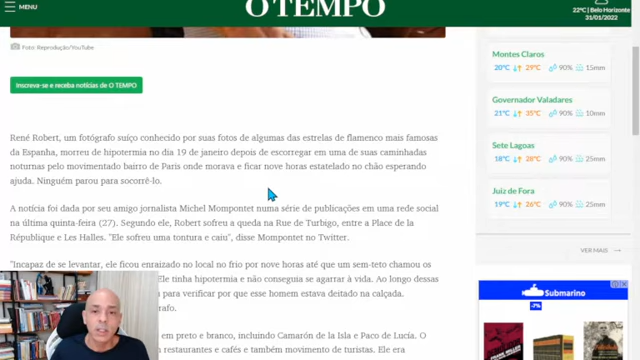 MENU
O TEMPO
22°C | Belo Horizonte
31/01/2022
Foto: Reprodução/YouTube
Inscreva-se e receba notícias de O TEMPO
René Robert, um fotógrafo suíço conhecido por suas fotos de algumas das estrelas de flamenco mais famosas
da Espanha, morreu de hipotermia no dia 19 de janeiro depois de escorregar em uma de suas caminhadas
noturnas pelo movimentado bairro de Paris onde morava e ficar nove horas estatelado no chão esperando
ajuda. Ninguém parou para socorrê-lo.
A notícia foi dada por seu amigo jornalista Michel Mompontet numa série de publicações em uma rede social
na última quinta-feira (27). Segundo ele, Robert sofreu a queda na Rue de Turbigo, entre a Place de la
République e Les Halles. "Ele sofreu uma tontura e caiu", disse Mompontet no Twitter.
"Incapaz de se levantar, ele ficou enraizado no local no frio por nove horas até que um sem-teto chamou os
Ele tinha hipotermia e não conseguia se agarrar à vida. Ao longo dessas
para verificar por que esse homem estava deitado na calçada.
rafo.
em preto e branco, incluindo Camarón de la Isla e Paco de Lucía. O
restaurantes e cafés e também movimento de turistas. Ele era
Montes Claros
20°C 29°C 90% 15mm
Governador Valadares
21°C 35°C 90% 10mm
Sete Lagoas
18°C 28°C 90% 25mm
Juiz de Fora
19°C 26°C 90% 25mm
VER MAIS
Submarino
-7%